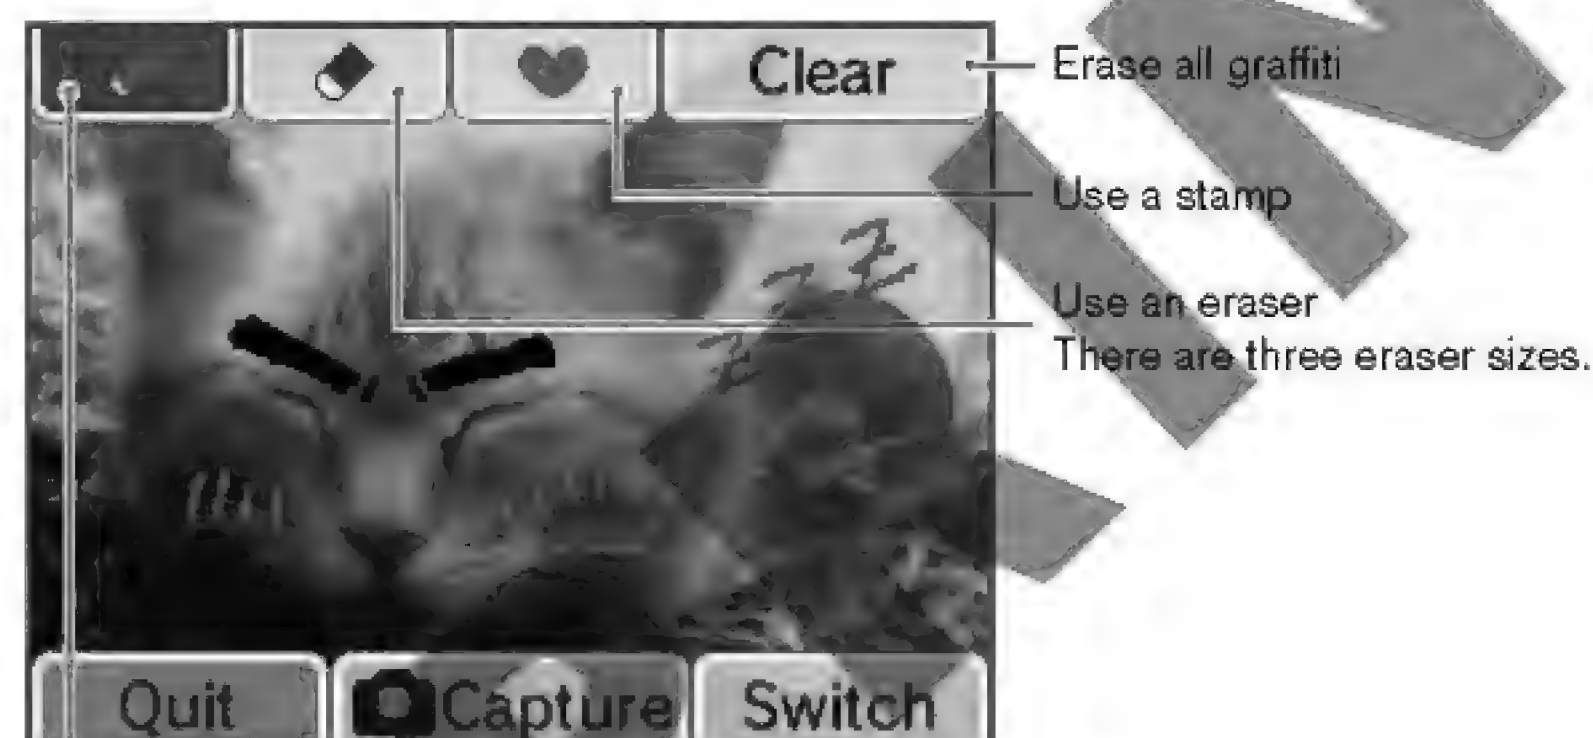 Clear
Erase all graffiti
Use a stamp
Use an eraser
There are three eraser sizes.
Quit
Capture
Switch